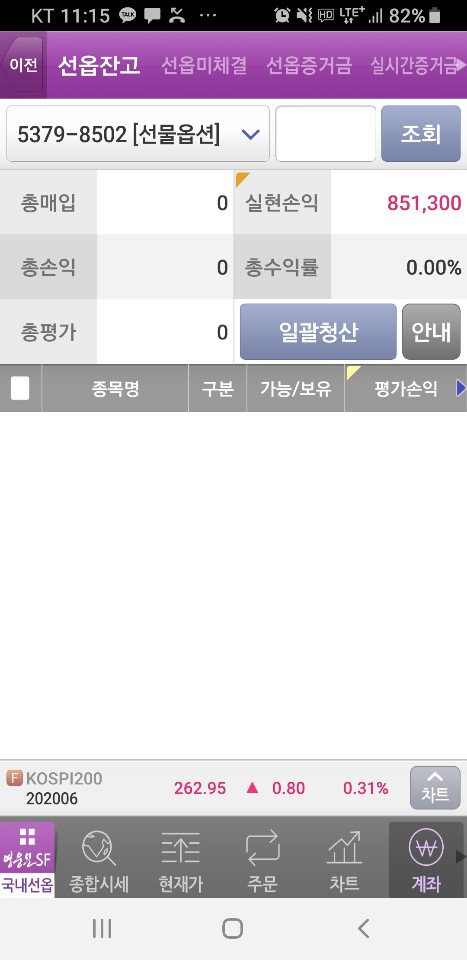 KT 11:15 TALK ... HD LTE+ 82%
이전 선옵잔고 선옵미체결 선옵증거금 실시간증거금
5379-8502 [선물옵션] 조회
총매입 0 실현손익 851,300
총손익 0 총수익률 0.00%
총평가 0 일괄청산 안내
종목명 구분 가능/보유 평가손익
F KOSPI200 262.95 ▲ 0.80 0.31% 차트
202006
영웅문SF
국내선옵 종합시세 현재가 주문 차트 계좌